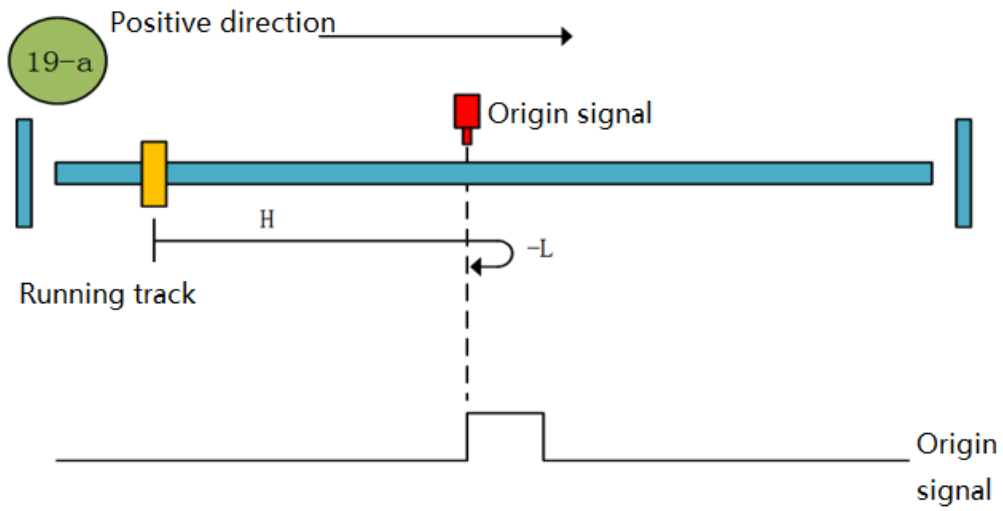 Positive direction
19-a
Origin signal
H
-L
Running track
Origin
signal